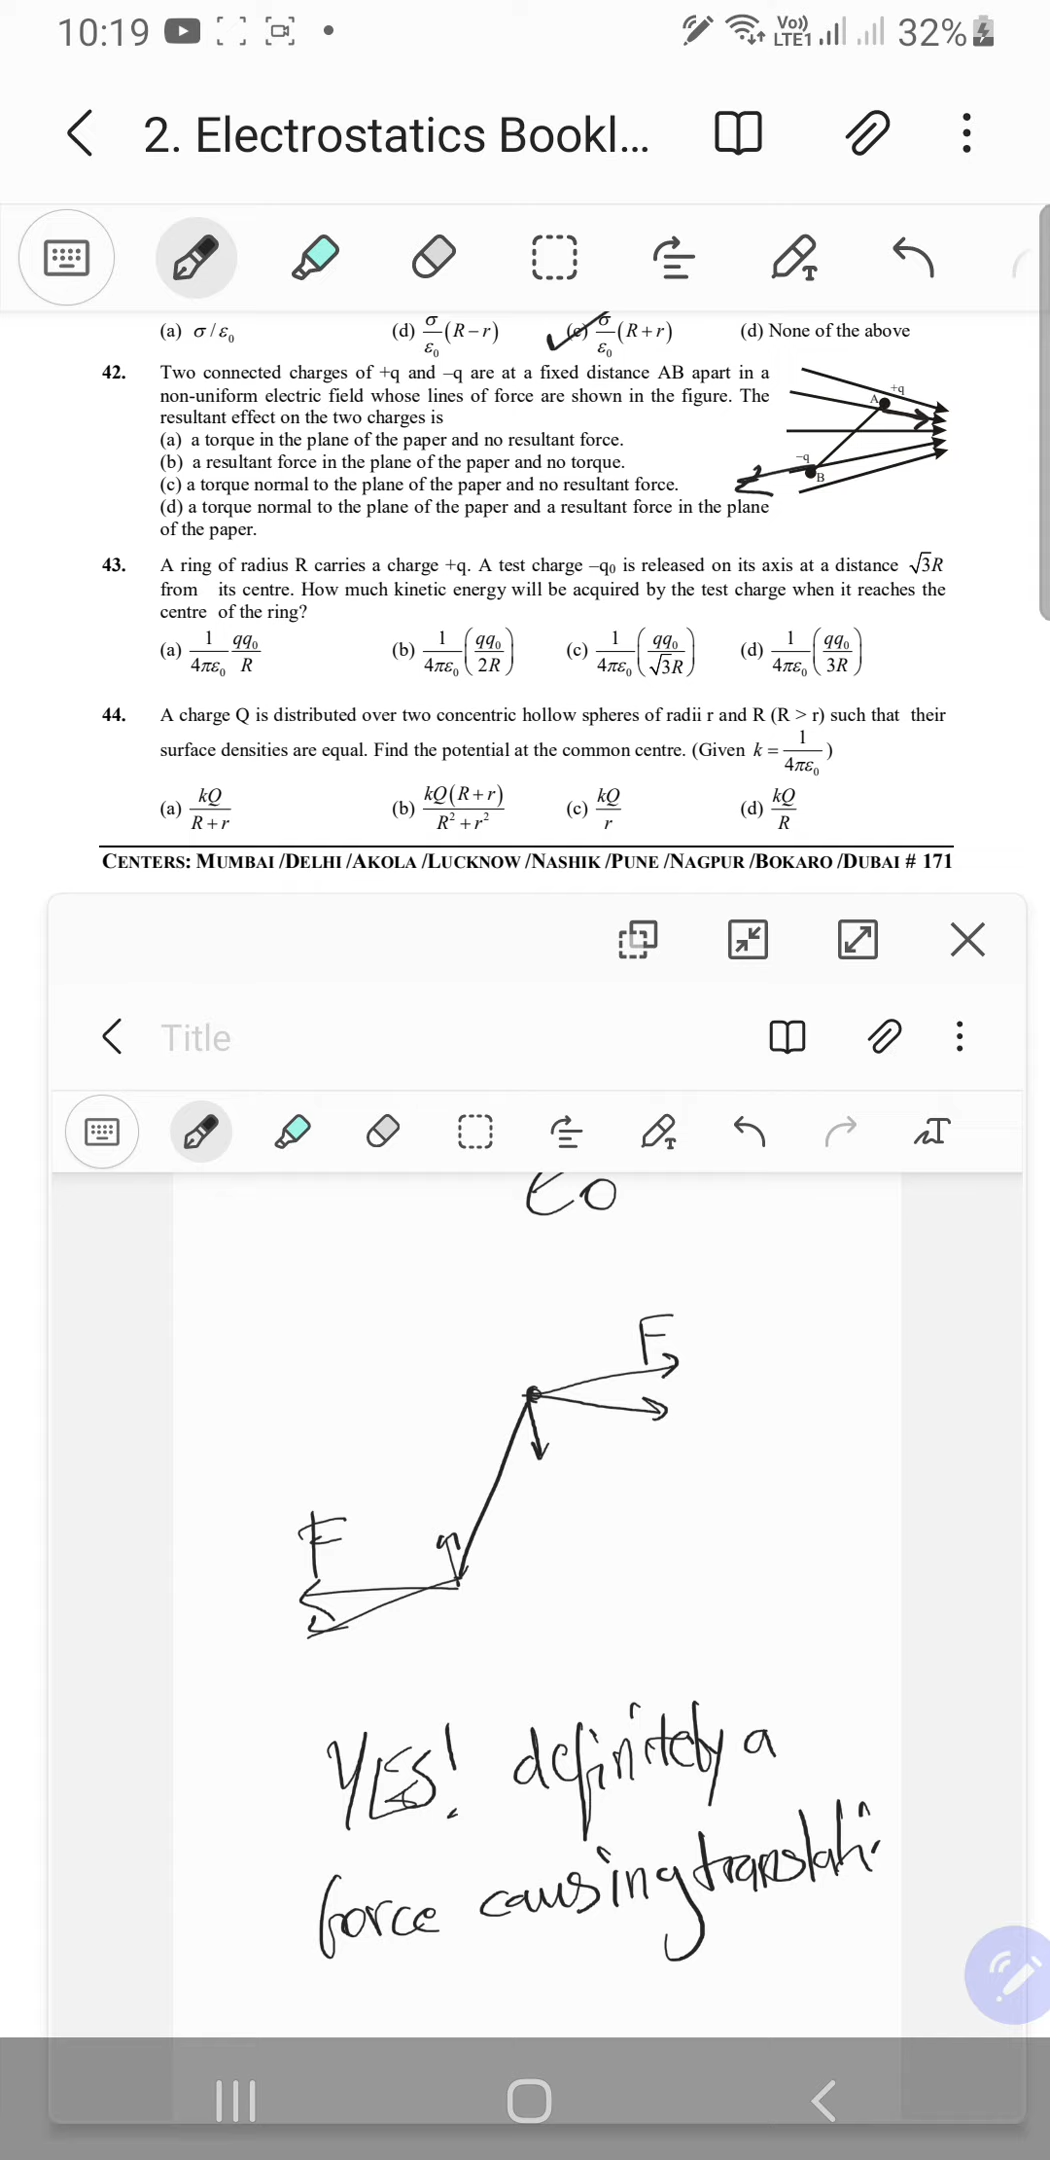 10:19 Vo)) LTE1 32%
2. Electrostatics Bookl...
(a) σ / ε₀ (d) σ/ε₀ (R − r) (c) σ/ε₀ (R + r) (d) None of the above
42. Two connected charges of +q and –q are at a fixed distance AB apart in a
non-uniform electric field whose lines of force are shown in the figure. The
resultant effect on the two charges is
(a) a torque in the plane of the paper and no resultant force.
(b) a resultant force in the plane of the paper and no torque.
(c) a torque normal to the plane of the paper and no resultant force.
(d) a torque normal to the plane of the paper and a resultant force in the plane
of the paper.
+q
A
−q
B
43. A ring of radius R carries a charge +q. A test charge –q₀ is released on its axis at a distance √3R
from its centre. How much kinetic energy will be acquired by the test charge when it reaches the
centre of the ring?
(a) 1/4πε₀ qq₀/R (b) 1/4πε₀ (qq₀/2R) (c) 1/4πε₀ (qq₀/√3R) (d) 1/4πε₀ (qq₀/3R)
44. A charge Q is distributed over two concentric hollow spheres of radii r and R (R > r) such that their
surface densities are equal. Find the potential at the common centre. (Given k = 1/4πε₀)
(a) kQ/R + r (b) kQ(R + r)/R² + r² (c) kQ/r (d) kQ/R
CENTERS: MUMBAI /DELHI /AKOLA /LUCKNOW /NASHIK /PUNE /NAGPUR /BOKARO /DUBAI # 171
Title
ε0
F
F
YES! definitely a
force causing translati